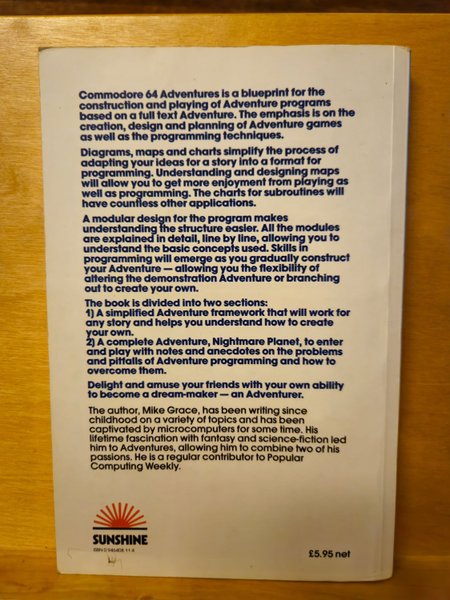 Commodore 64 Adventures is a blueprint for the
construction and playing of Adventure programs
based on a full text Adventure. The emphasis is on the
creation, design and planning of Adventure games
as well as the programming techniques.
Diagrams, maps and charts simplify the process of
adapting your ideas for a story into a format for
programming. Understanding and designing maps
will allow you to get more enjoyment from playing as
well as programming. The charts for subroutines will
have countless other applications.
A modular design for the program makes
understanding the structure easier. All the modules
are explained in detail, line by line, allowing you to
understand the basic concepts used. Skills in
programming will emerge as you gradually construct
your Adventure — allowing you the flexibility of
altering the demonstration Adventure or branching
out to create your own.
The book is divided into two sections:
1) A simplified Adventure framework that will work for
any story and helps you understand how to create
your own.
2) A complete Adventure, Nightmare Planet, to enter
and play with notes and anecdotes on the problems
and pitfalls of Adventure programming and how to
overcome them.
Delight and amuse your friends with your own ability
to become a dream-maker — an Adventurer.
The author, Mike Grace, has been writing since
childhood on a variety of topics and has been
captivated by microcomputers for some time. His
lifetime fascination with fantasy and science-fiction led
him to Adventures, allowing him to combine two of his
passions. He is a regular contributor to Popular
Computing Weekly.
SUNSHINE
ISBN 0 946408 11 4
£5.95 net